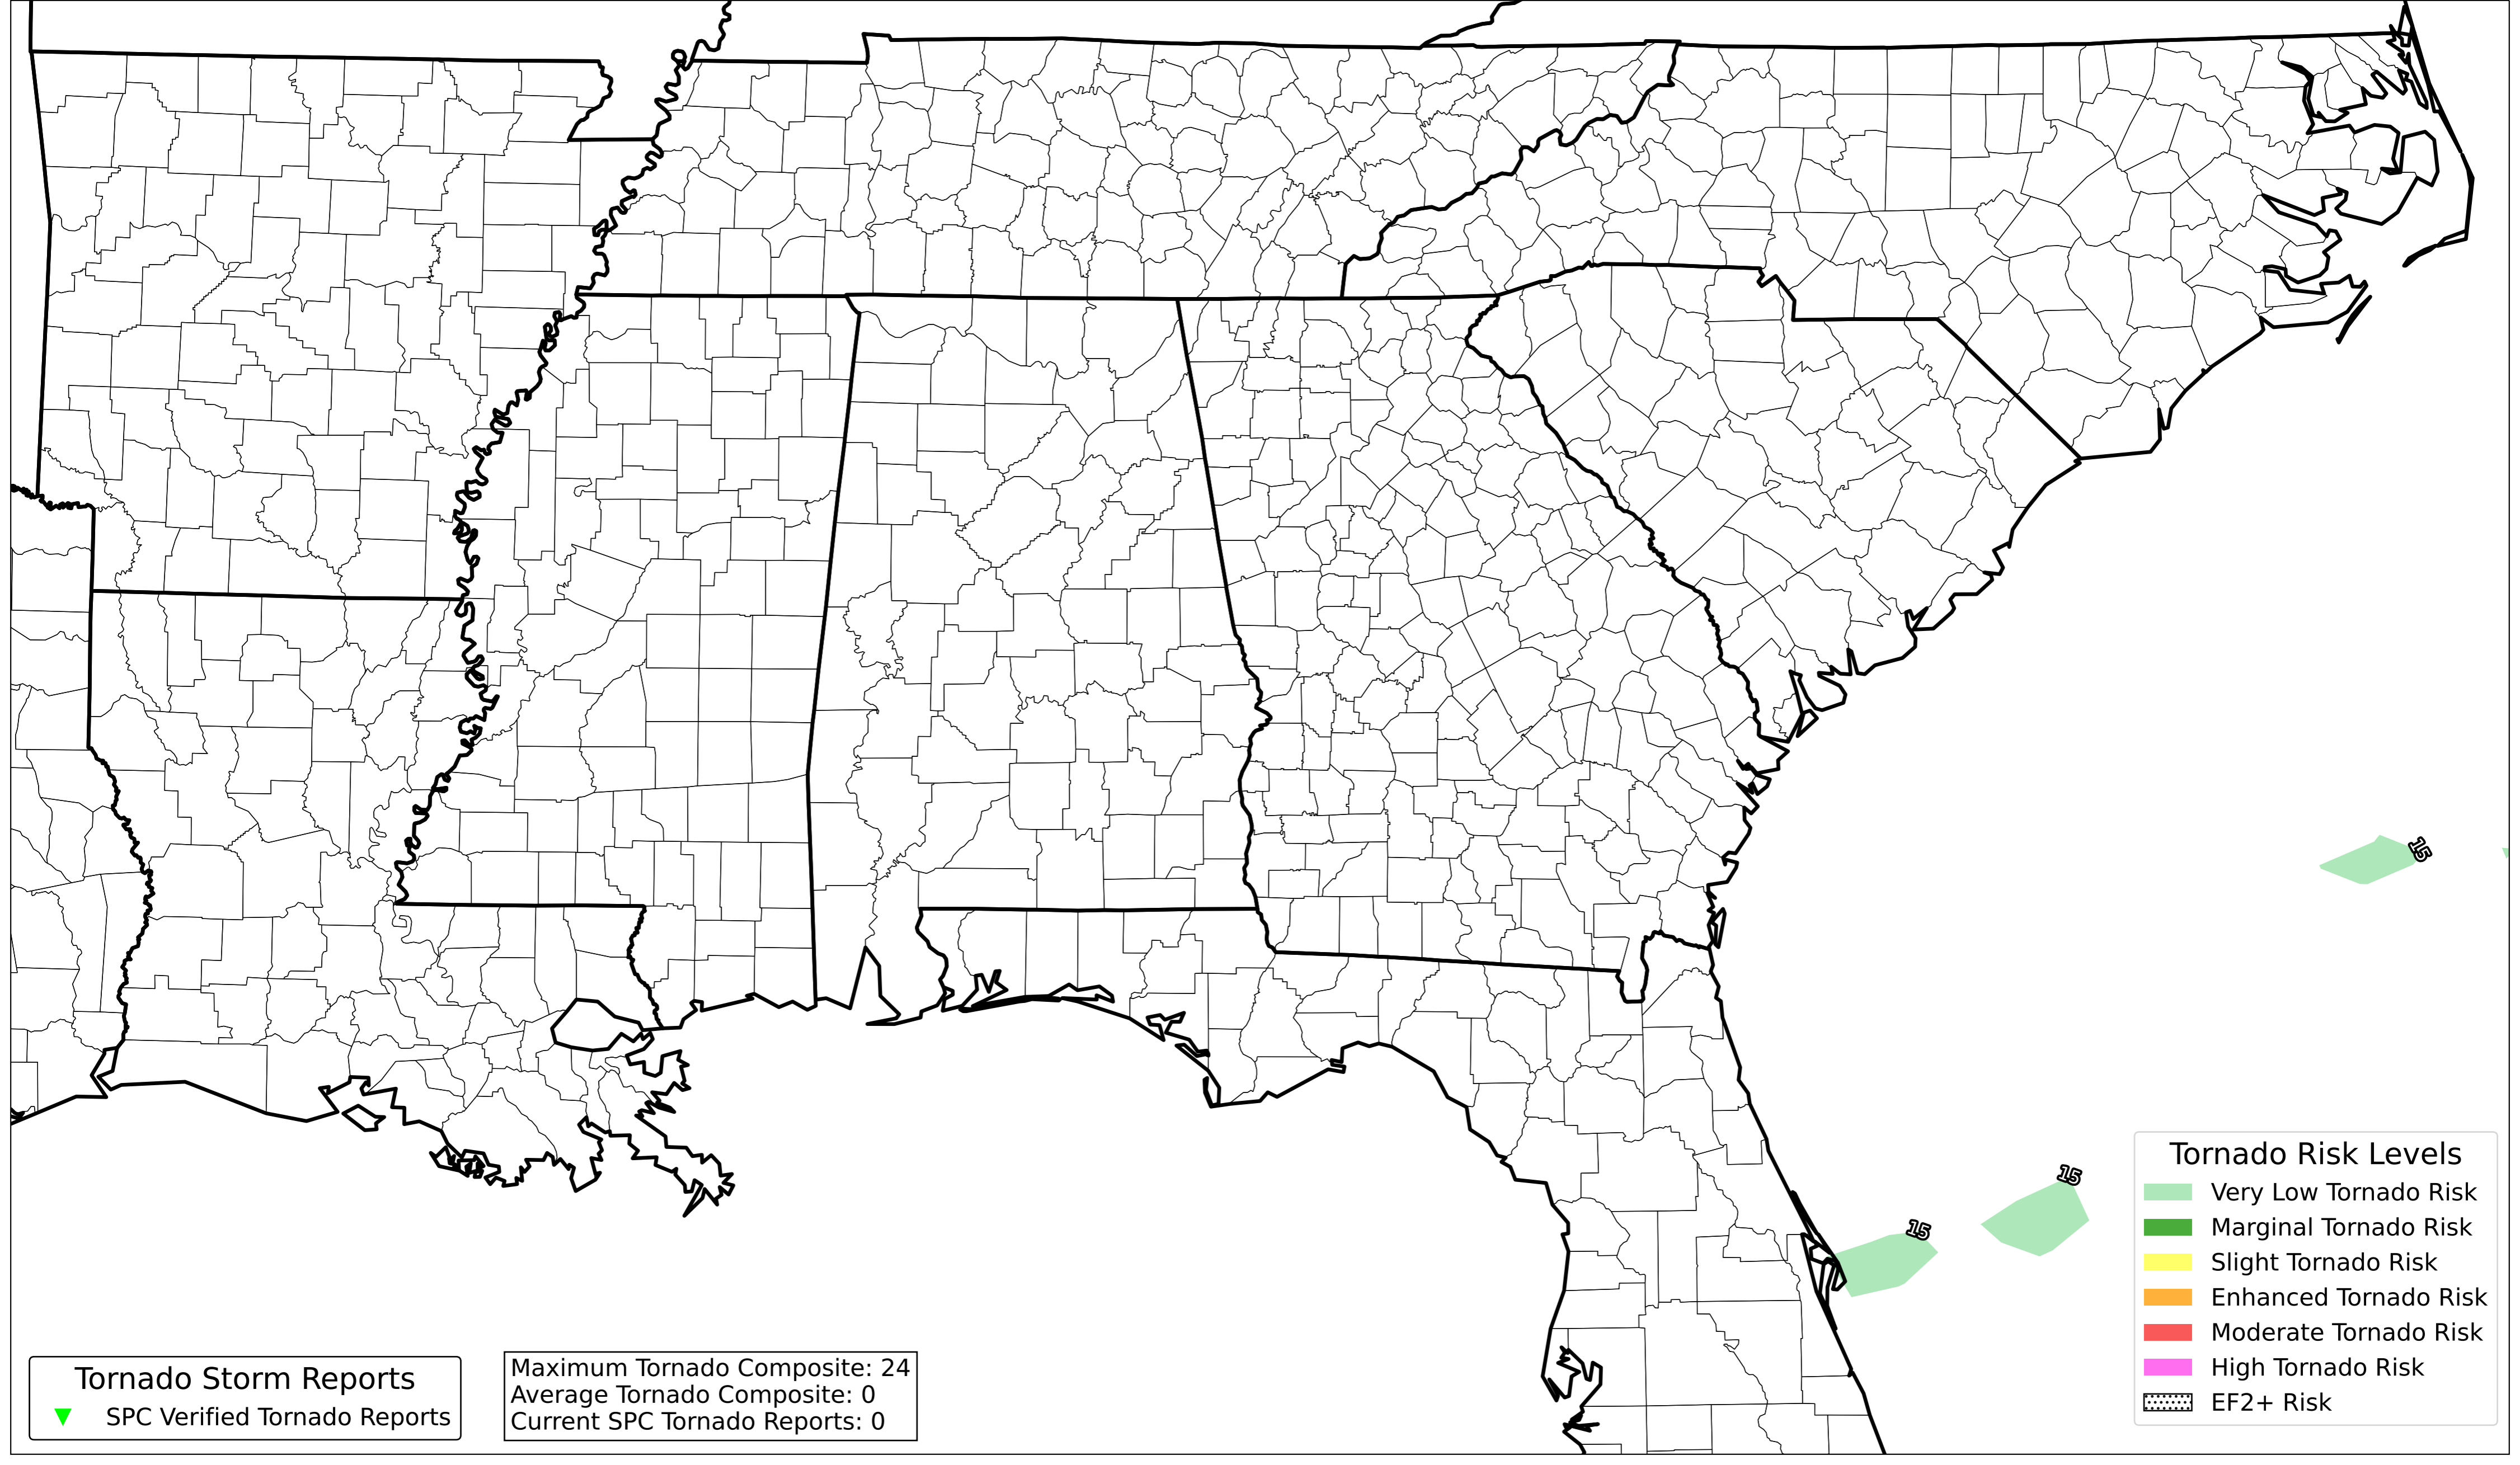 15
15
15
Tornado Risk Levels
Very Low Tornado Risk
Marginal Tornado Risk
Slight Tornado Risk
Enhanced Tornado Risk
Moderate Tornado Risk
High Tornado Risk
EF2+ Risk
Tornado Storm Reports
SPC Verified Tornado Reports
Maximum Tornado Composite: 24
Average Tornado Composite: 0
Current SPC Tornado Reports: 0